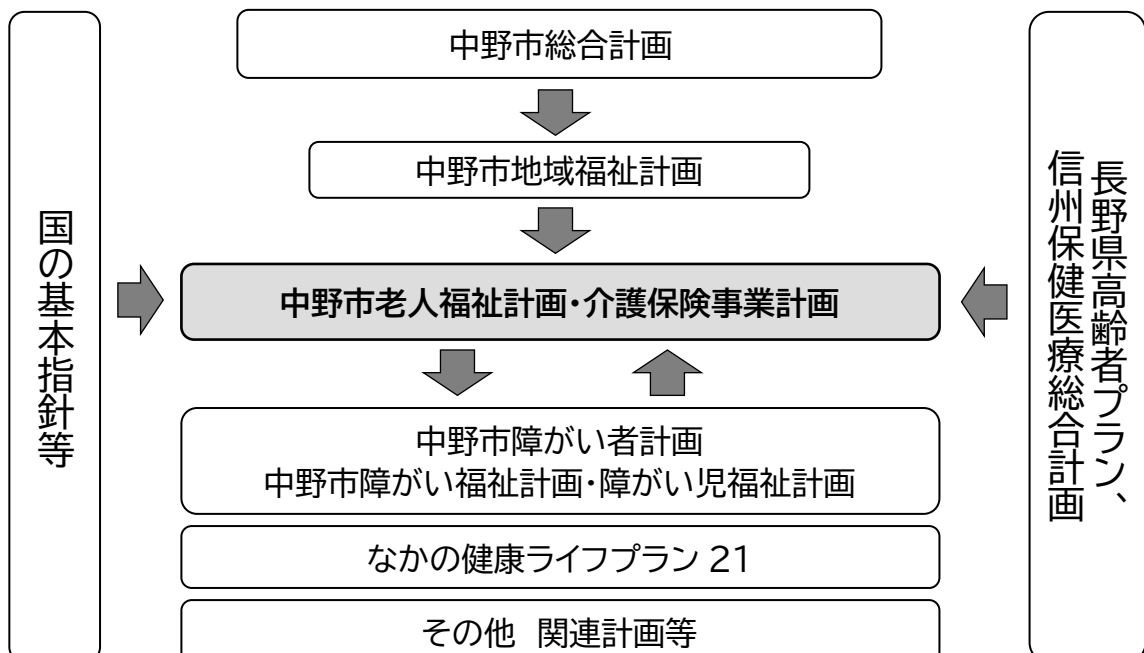 中野市総合計画
中野市地域福祉計画
国の基本指針等
中野市老人福祉計画・介護保険事業計画
長野県高齢者プラン、
信州保健医療総合計画
中野市障がい者計画
中野市障がい福祉計画・障がい児福祉計画
なかの健康ライフプラン 21
その他 関連計画等